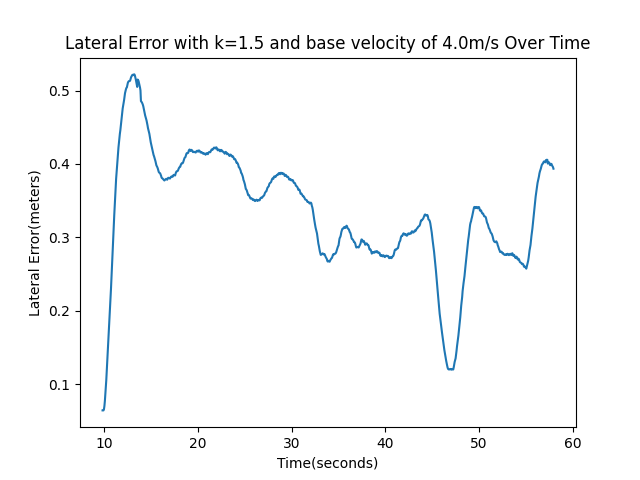 Lateral Error with k=1.5 and base velocity of 4.0m/s Over Time
0.5
0.4
0.3
0.2
0.1
Lateral Error(meters)
10 20 30 40 50 60
Time(seconds)